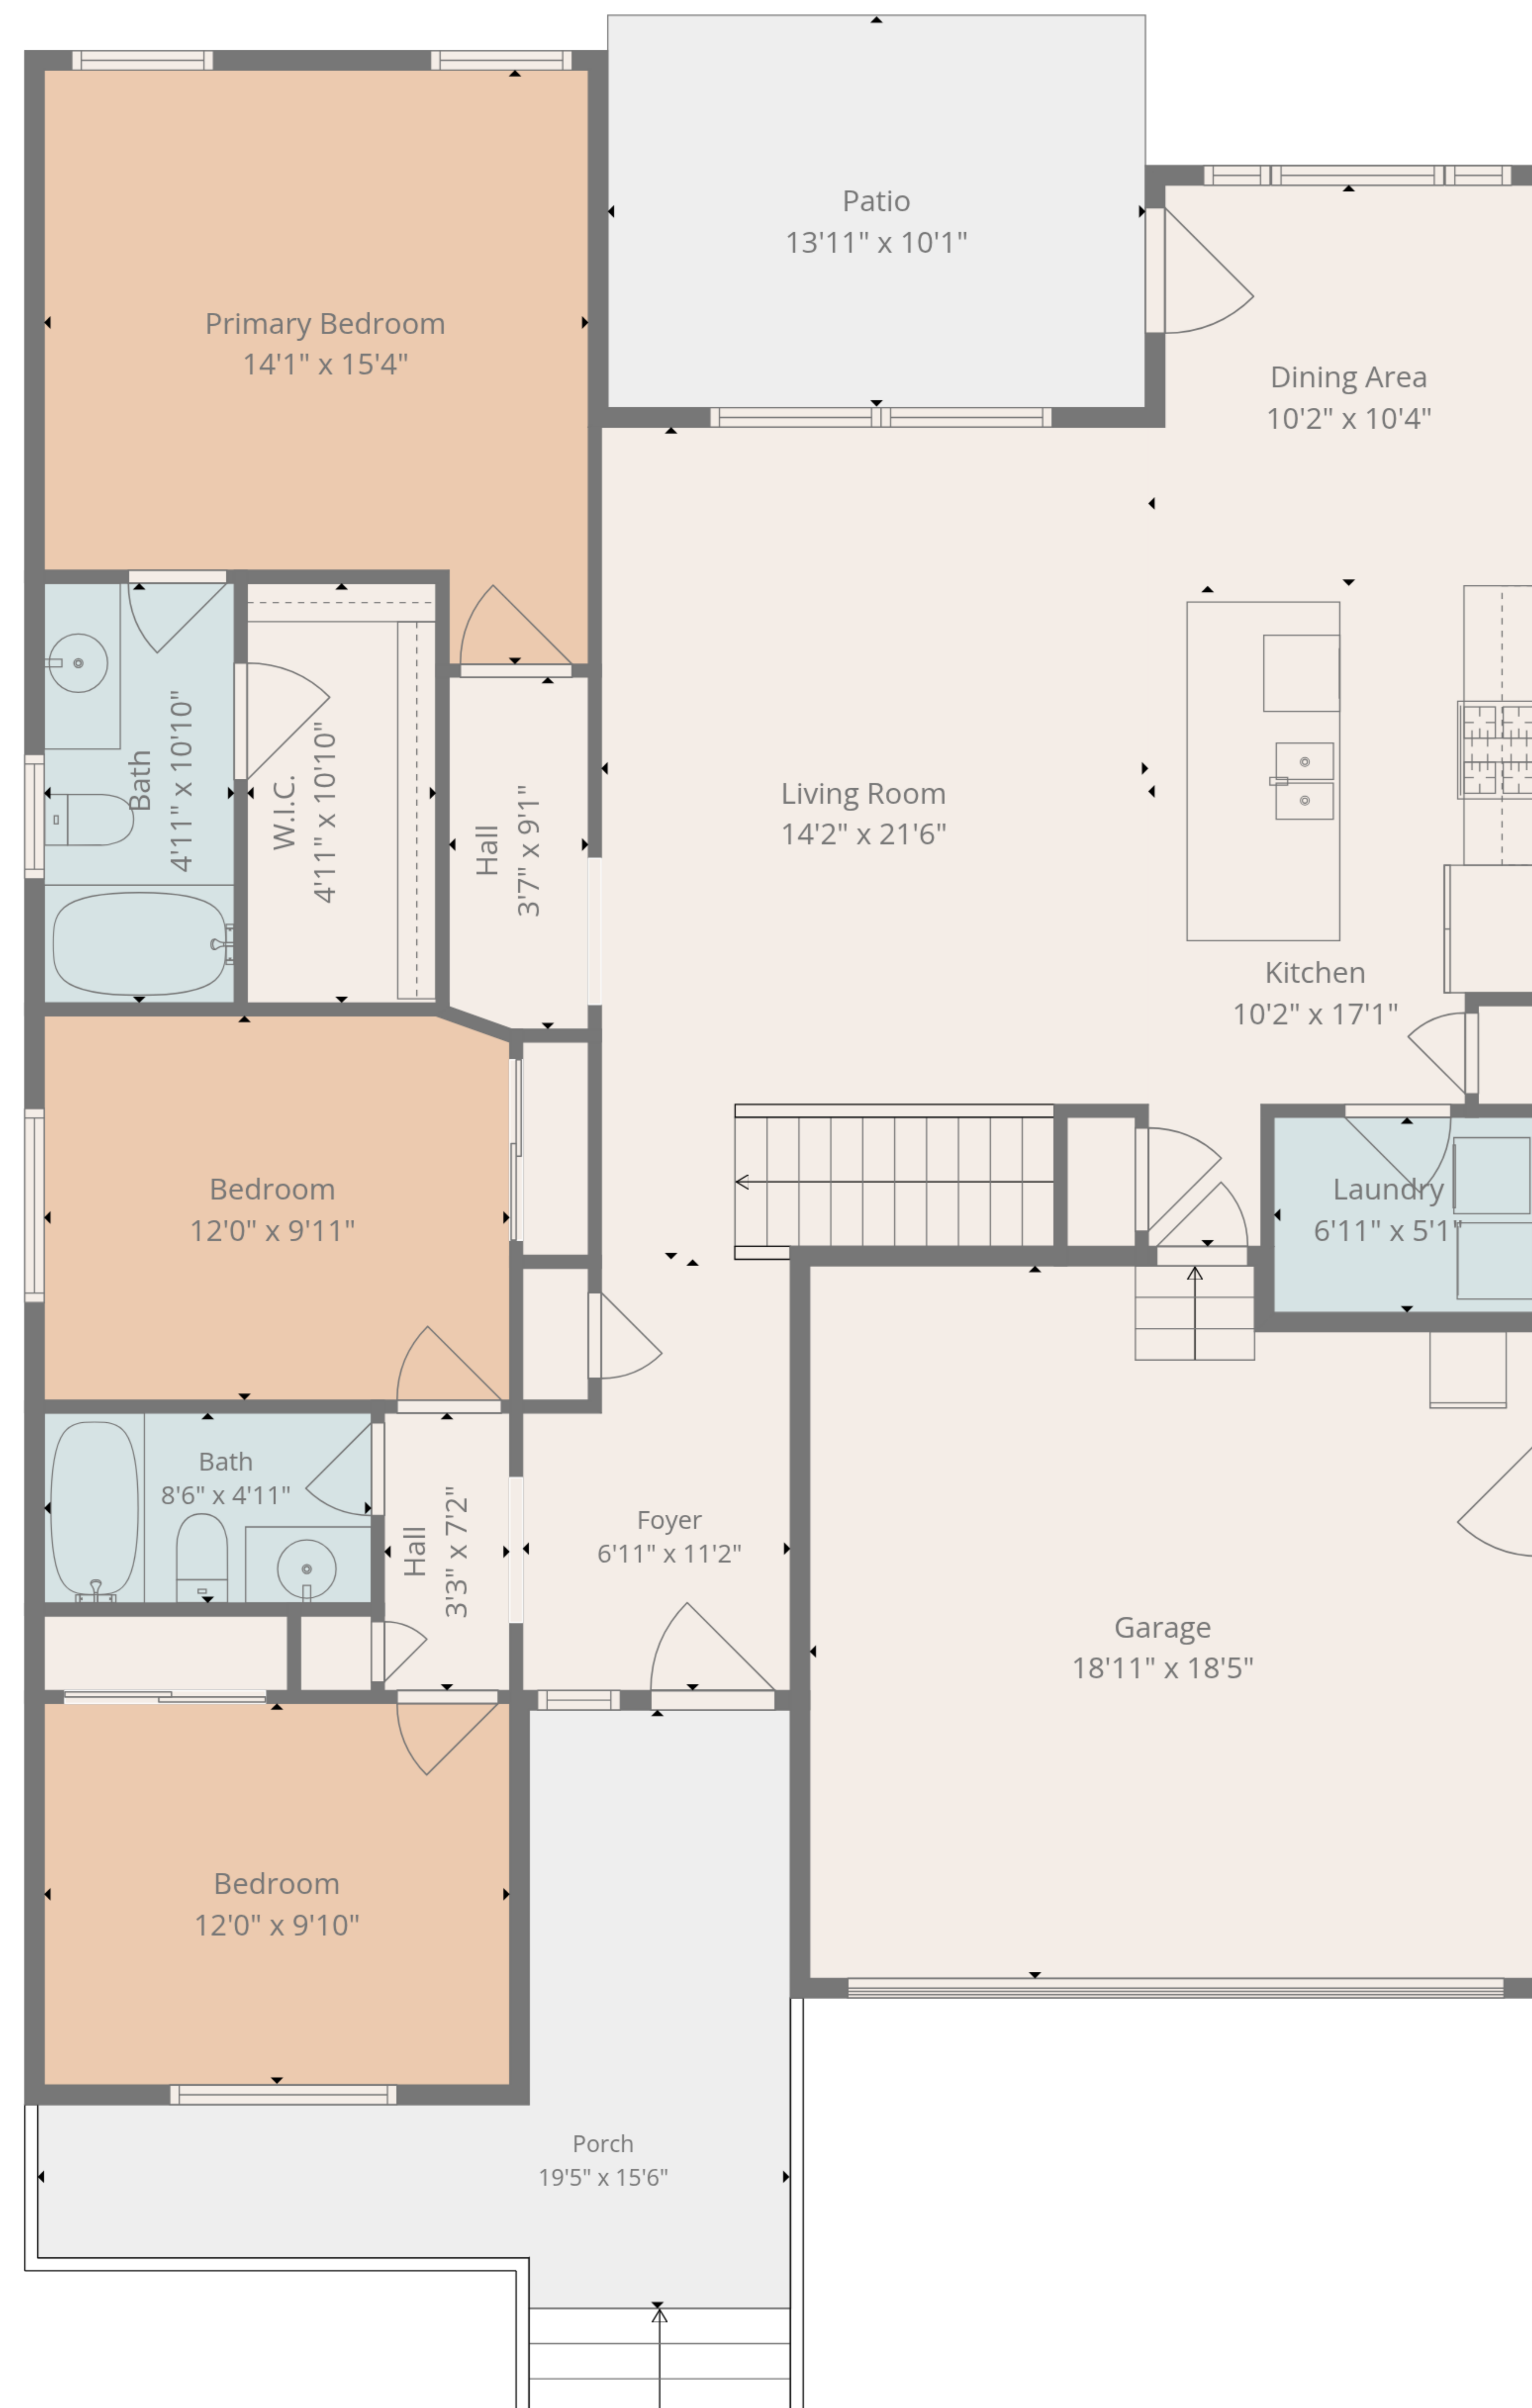 Patio
13'11" x 10'1"
Primary Bedroom
14'1" x 15'4"
Dining Area
10'2" x 10'4"
Bath
4'11" x 10'10"
W.I.C.
4'11" x 10'10"
Hall
3'7" x 9'1"
Living Room
14'2" x 21'6"
Kitchen
10'2" x 17'1"
Bedroom
12'0" x 9'11"
Laundry
6'11" x 5'1"
Bath
8'6" x 4'11"
Hall
3'3" x 7'2"
Foyer
6'11" x 11'2"
Garage
18'11" x 18'5"
Bedroom
12'0" x 9'10"
Porch
19'5" x 15'6"